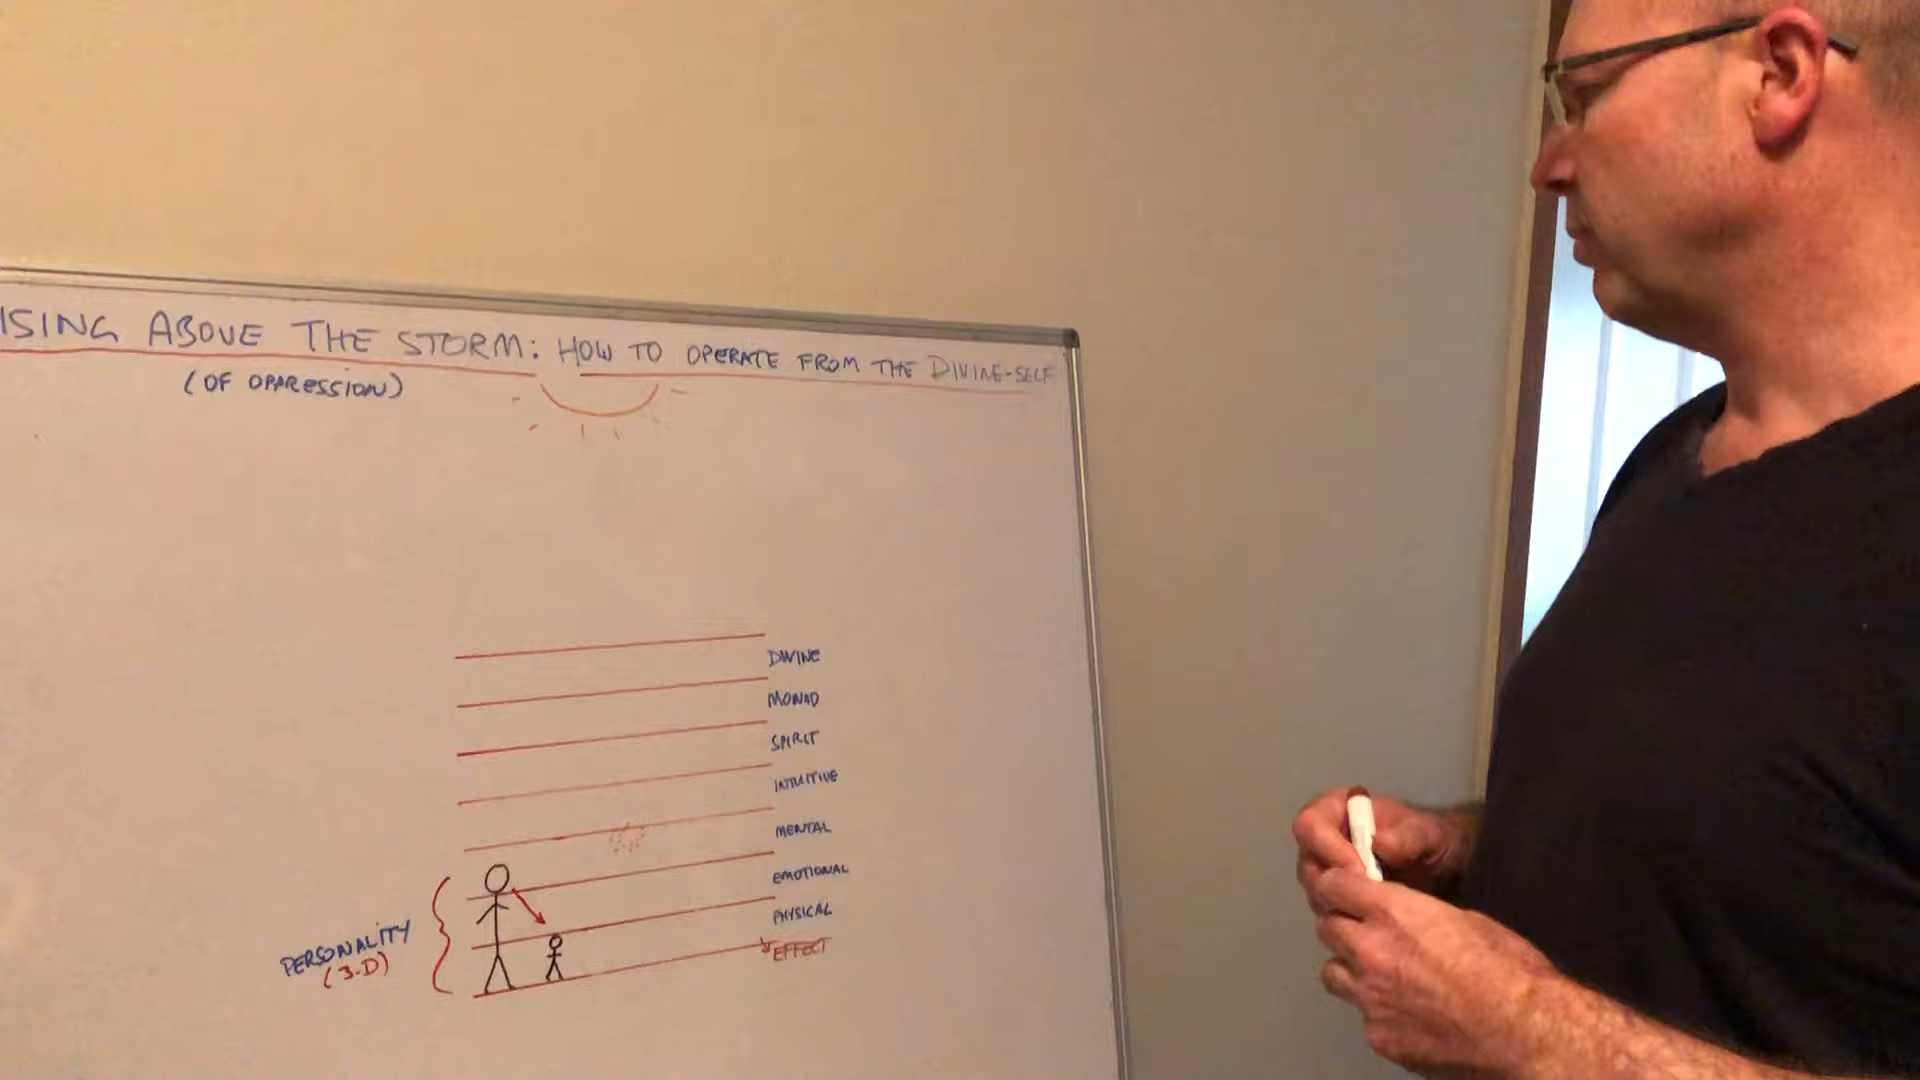 ISING ABOVE THE STORM: HOW TO OPERATE FROM THE DIVINE-SELF
(OF OPPRESSION)
DIVINE
MONAD
SPIRIT
INTUITIVE
MENTAL
EMOTIONAL
PHYSICAL
EFFECT
PERSONALITY
(3-D)